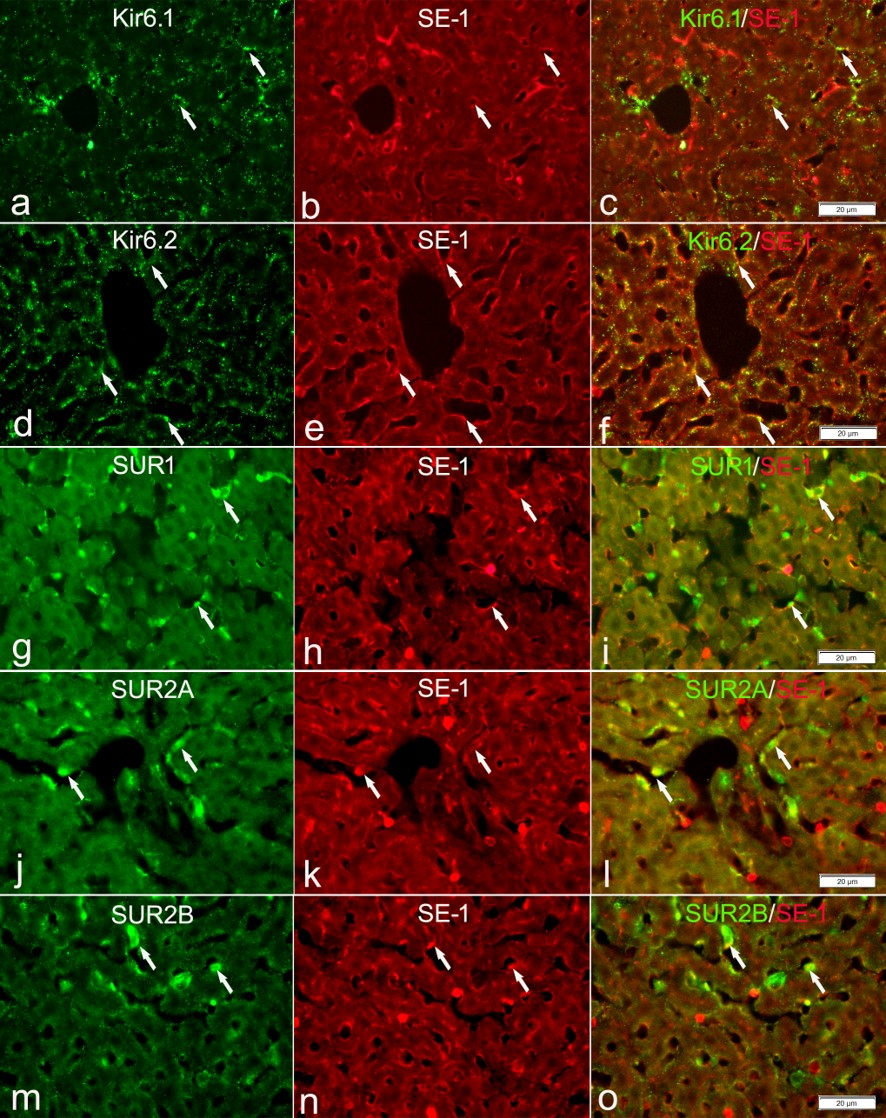 Kir6.1 SE-1 Kir6.1/SE-1
a b c 20 µm
Kir6.2 SE-1 Kir6.2/SE-1
d e f 20 µm
SUR1 SE-1 SUR1/SE-1
g h i 20 µm
SUR2A SE-1 SUR2A/SE-1
j k l 20 µm
SUR2B SE-1 SUR2B/SE-1
m n o 20 µm